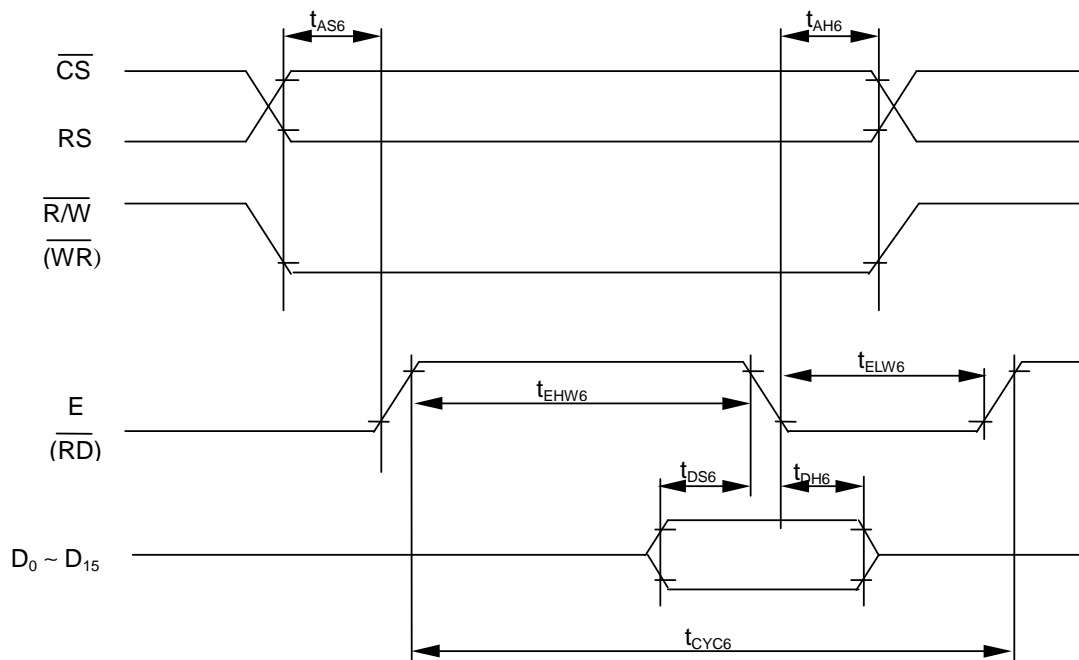 tAS6 tAH6
CS
RS
R/W
(WR)
tELW6
E tEHW6
(RD)
tDS6 tDH6
D0 ~ D15
tCYC6